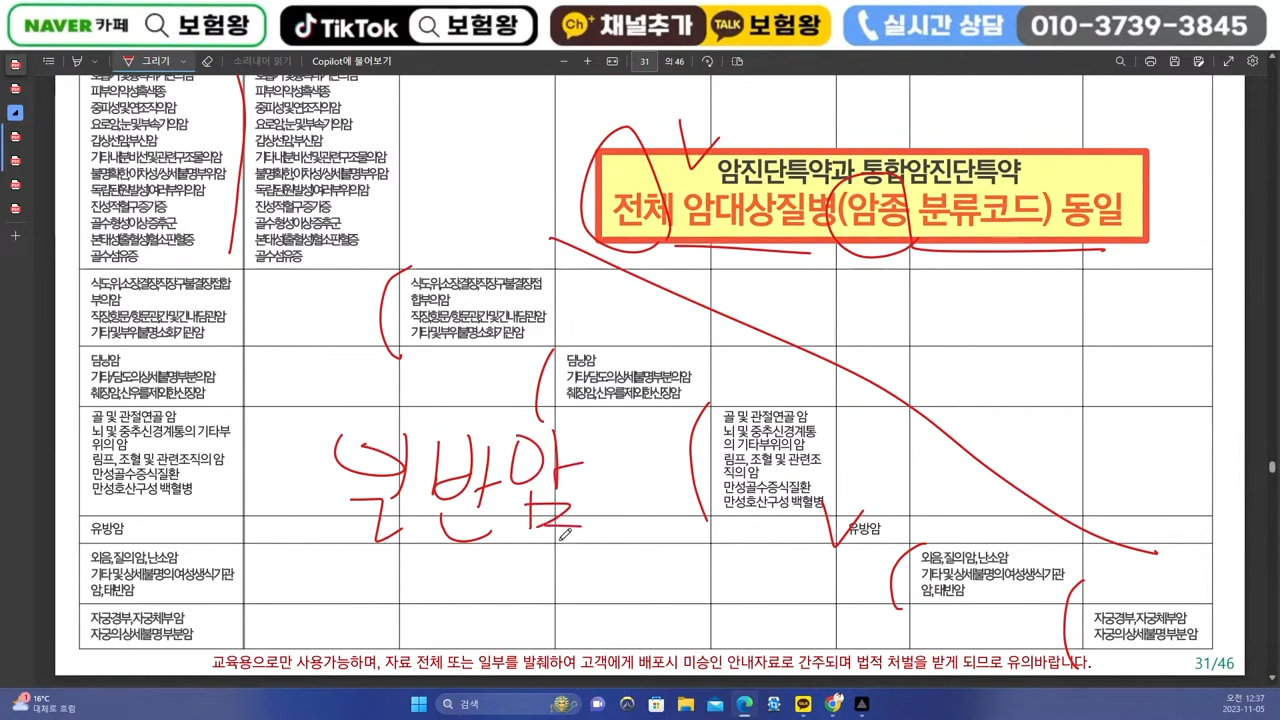 NAVER 카페 보험왕 TikTok 보험왕 Ch+ 채널추가 TALK 보험왕 실시간 상담 010-3739-3845
그리기 소리내어 읽기 Copilot에 물어보기 31 의 46
피부의악성흑색종 피부의악성흑색종
중피성및연조직의암 중피성및연조직의암
요로암,눈및부속기의암 요로암,눈및부속기의암
갑상선암,부신암 갑상선암,부신암
기타내분비선및관련구조물의암 기타내분비선및관련구조물의암
불명확한이차성/상세불명부위암 불명확한이차성/상세불명부위암
독립된(원발성)여러부위의암 독립된(원발성)여러부위의암
진성적혈구증가증 진성적혈구증가증
골수형성이상증후군 골수형성이상증후군
본태성(출혈성)혈소판혈증 본태성(출혈성)혈소판혈증
골수섬유증 골수섬유증
암진단특약과 통합암진단특약
전체 암대상질병(암종 분류코드) 동일
식도,위,소장,결장,직장구불결장접합
부의암
직장,항문/항문관,간및간내담관암
기타및부위불명소화기관암
식도,위,소장,결장,직장구불결장접
합부의암
직장,항문/항문관,간및간내담관암
기타및부위불명소화기관암
담낭암
기타/담도의상세불명부분의암
췌장암,신우를제외한신장암
담낭암
기타/담도의상세불명부분의암
췌장암,신우를제외한신장암
골 및 관절연골 암
뇌 및 중추신경계통의 기타부
위의 암
림프, 조혈 및 관련조직의 암
만성골수증식질환
만성호산구성 백혈병
골 및 관절연골 암
뇌 및 중추신경계통
의 기타부위의 암
림프, 조혈 및 관련조
직의 암
만성골수증식질환
만성호산구성 백혈병
일반암
유방암 유방암
외음,질의암,난소암
기타및상세불명의여성생식기관
암,태반암
외음,질의암,난소암
기타및상세불명의여성생식기관
암,태반암
자궁경부,자궁체부암
자궁의상세불명부분암
자궁경부,자궁체부암
자궁의상세불명부분암
교육용으로만 사용가능하며, 자료 전체 또는 일부를 발췌하여 고객에게 배포시 미승인 안내자료로 간주되며 법적 처벌을 받게 되므로 유의바랍니다. 31/46
16°C
대체로 흐림
검색
오전 12:37
2023-11-05